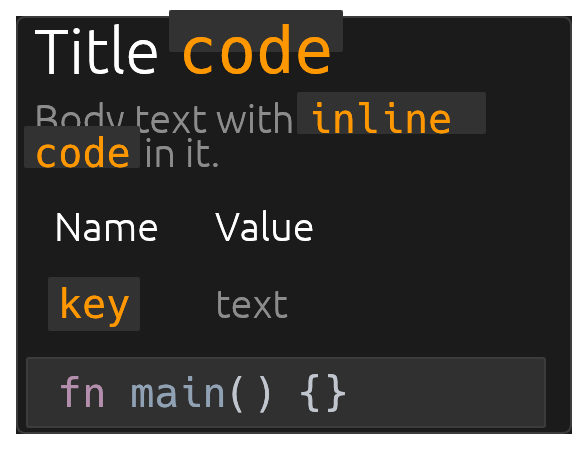 Title code
Body text with inline
code in it.
Name Value
key text
fn main() {}